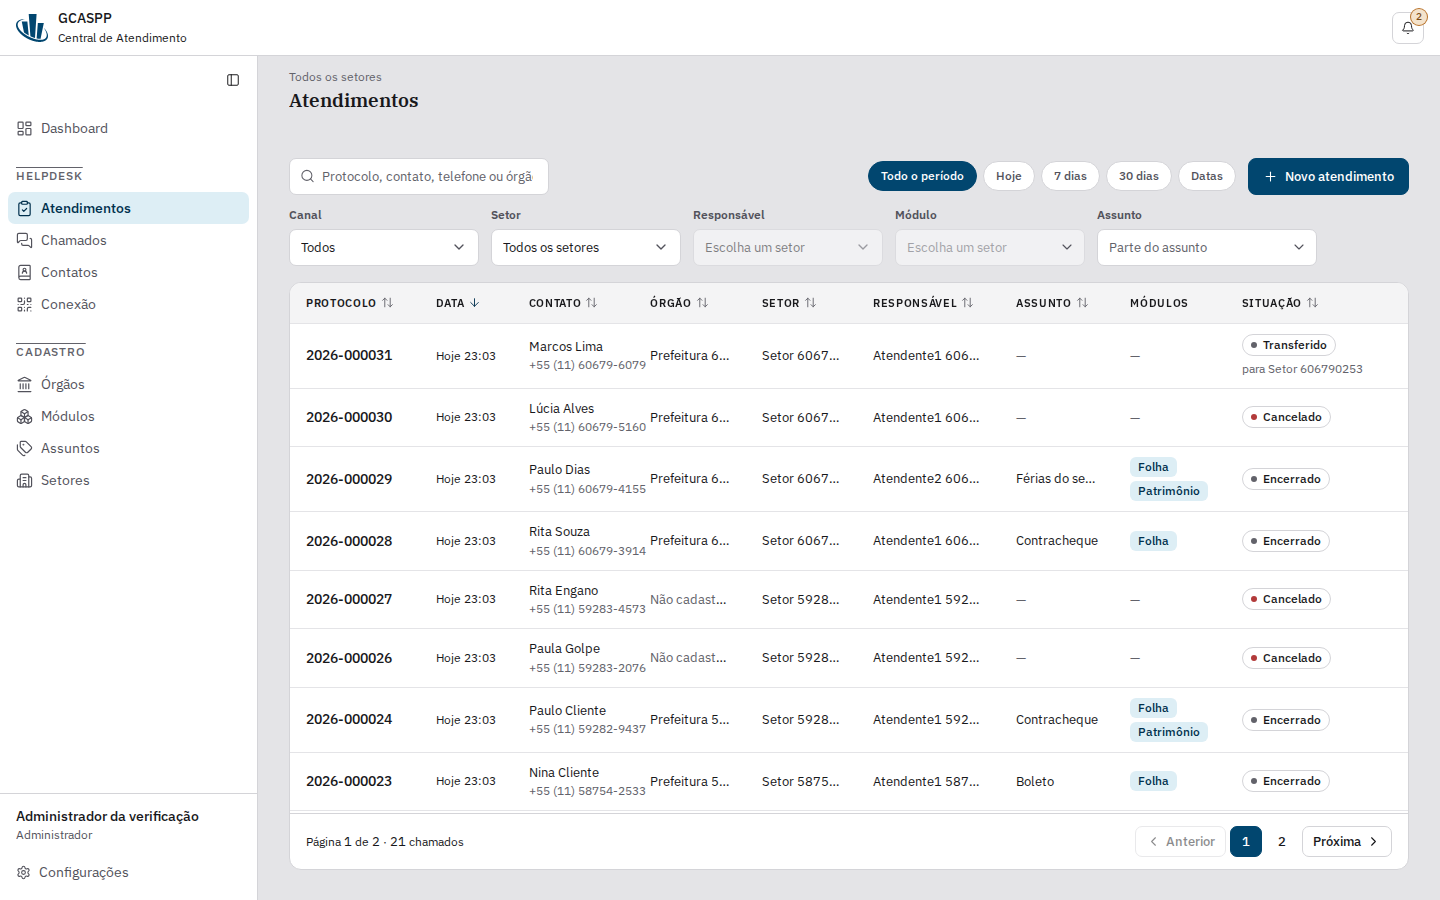 GCASPP
Central de Atendimento
2
Dashboard
HELPDESK
Atendimentos
Chamados
Contatos
Conexão
CADASTRO
Órgãos
Módulos
Assuntos
Setores
Administrador da verificação
Administrador
Configurações
Todos os setores
Atendimentos
Protocolo, contato, telefone ou órgã
Todo o período Hoje 7 dias 30 dias Datas Novo atendimento
Canal Setor Responsável Módulo Assunto
Todos Todos os setores Escolha um setor Escolha um setor Parte do assunto
PROTOCOLO DATA CONTATO ÓRGÃO SETOR RESPONSÁVEL ASSUNTO MÓDULOS SITUAÇÃO
2026-000031 Hoje 23:03 Marcos Lima Prefeitura 6... Setor 6067... Atendente1 606... — — Transferido
+55 (11) 60679-6079 para Setor 606790253
2026-000030 Hoje 23:03 Lúcia Alves Prefeitura 6... Setor 6067... Atendente1 606... — — Cancelado
+55 (11) 60679-5160
2026-000029 Hoje 23:03 Paulo Dias Prefeitura 6... Setor 6067... Atendente2 606... Férias do se... Folha Encerrado
+55 (11) 60679-4155 Patrimônio
2026-000028 Hoje 23:03 Rita Souza Prefeitura 6... Setor 6067... Atendente1 606... Contracheque Folha Encerrado
+55 (11) 60679-3914
2026-000027 Hoje 23:03 Rita Engano Não cadast... Setor 5928... Atendente1 592... — — Cancelado
+55 (11) 59283-4573
2026-000026 Hoje 23:03 Paula Golpe Não cadast... Setor 5928... Atendente1 592... — — Cancelado
+55 (11) 59283-2076
2026-000024 Hoje 23:03 Paulo Cliente Prefeitura 5... Setor 5928... Atendente1 592... Contracheque Folha Encerrado
+55 (11) 59282-9437 Patrimônio
2026-000023 Hoje 23:03 Nina Cliente Prefeitura 5... Setor 5875... Atendente1 587... Boleto Folha Encerrado
+55 (11) 58754-2533
Página 1 de 2 · 21 chamados Anterior 1 2 Próxima